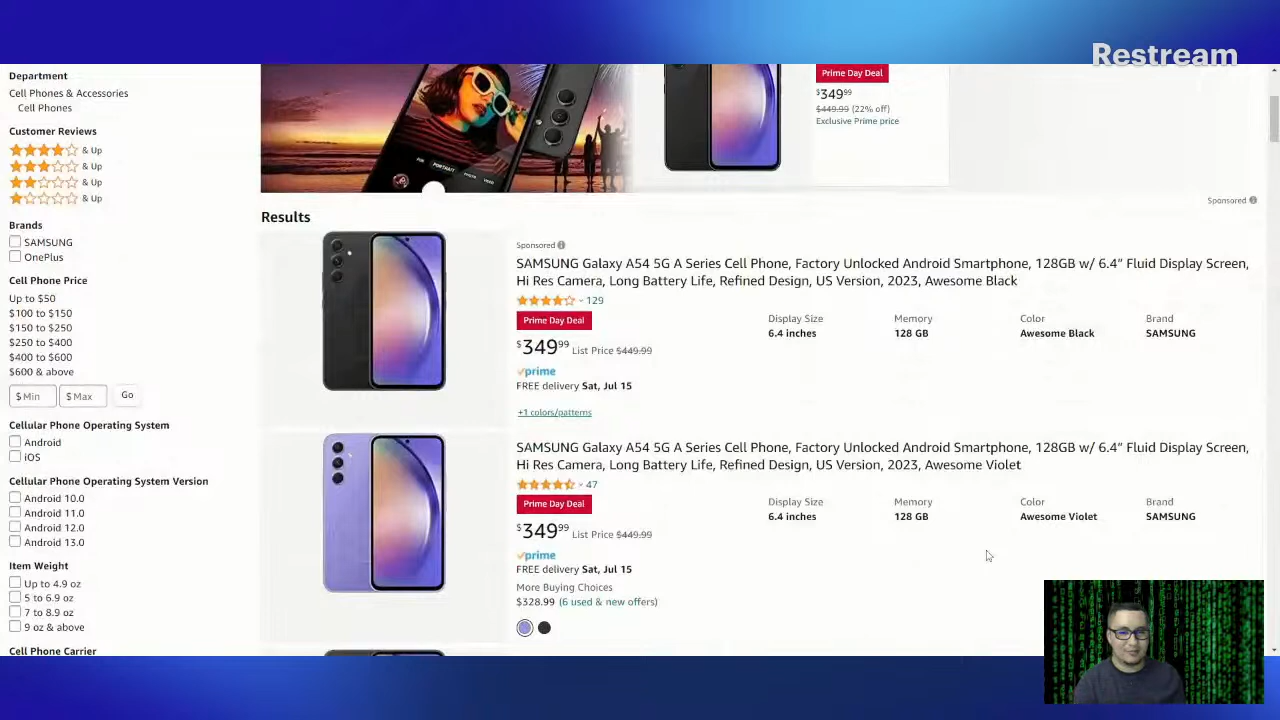 Restream
Department
Cell Phones & Accessories
Cell Phones
Customer Reviews
& Up
& Up
& Up
& Up
Brands
SAMSUNG
OnePlus
Cell Phone Price
Up to $50
$100 to $150
$150 to $250
$250 to $400
$400 to $600
$600 & above
$ Min
$ Max
Go
Cellular Phone Operating System
Android
iOS
Cellular Phone Operating System Version
Android 10.0
Android 11.0
Android 12.0
Android 13.0
Item Weight
Up to 4.9 oz
5 to 6.9 oz
7 to 8.9 oz
9 oz & above
Cell Phone Carrier
PORTRAIT
Prime Day Deal
$349.99
$449.99 (22% off)
Exclusive Prime price
Sponsored
Results
Sponsored
SAMSUNG Galaxy A54 5G A Series Cell Phone, Factory Unlocked Android Smartphone, 128GB w/ 6.4” Fluid Display Screen,
Hi Res Camera, Long Battery Life, Refined Design, US Version, 2023, Awesome Black
129
Prime Day Deal
$349.99 List Price $449.99
prime
FREE delivery Sat, Jul 15
+1 colors/patterns
Display Size
6.4 inches
Memory
128 GB
Color
Awesome Black
Brand
SAMSUNG
SAMSUNG Galaxy A54 5G A Series Cell Phone, Factory Unlocked Android Smartphone, 128GB w/ 6.4” Fluid Display Screen,
Hi Res Camera, Long Battery Life, Refined Design, US Version, 2023, Awesome Violet
47
Prime Day Deal
$349.99 List Price $449.99
prime
FREE delivery Sat, Jul 15
More Buying Choices
$328.99 (6 used & new offers)
Display Size
6.4 inches
Memory
128 GB
Color
Awesome Violet
Brand
SAMSUNG